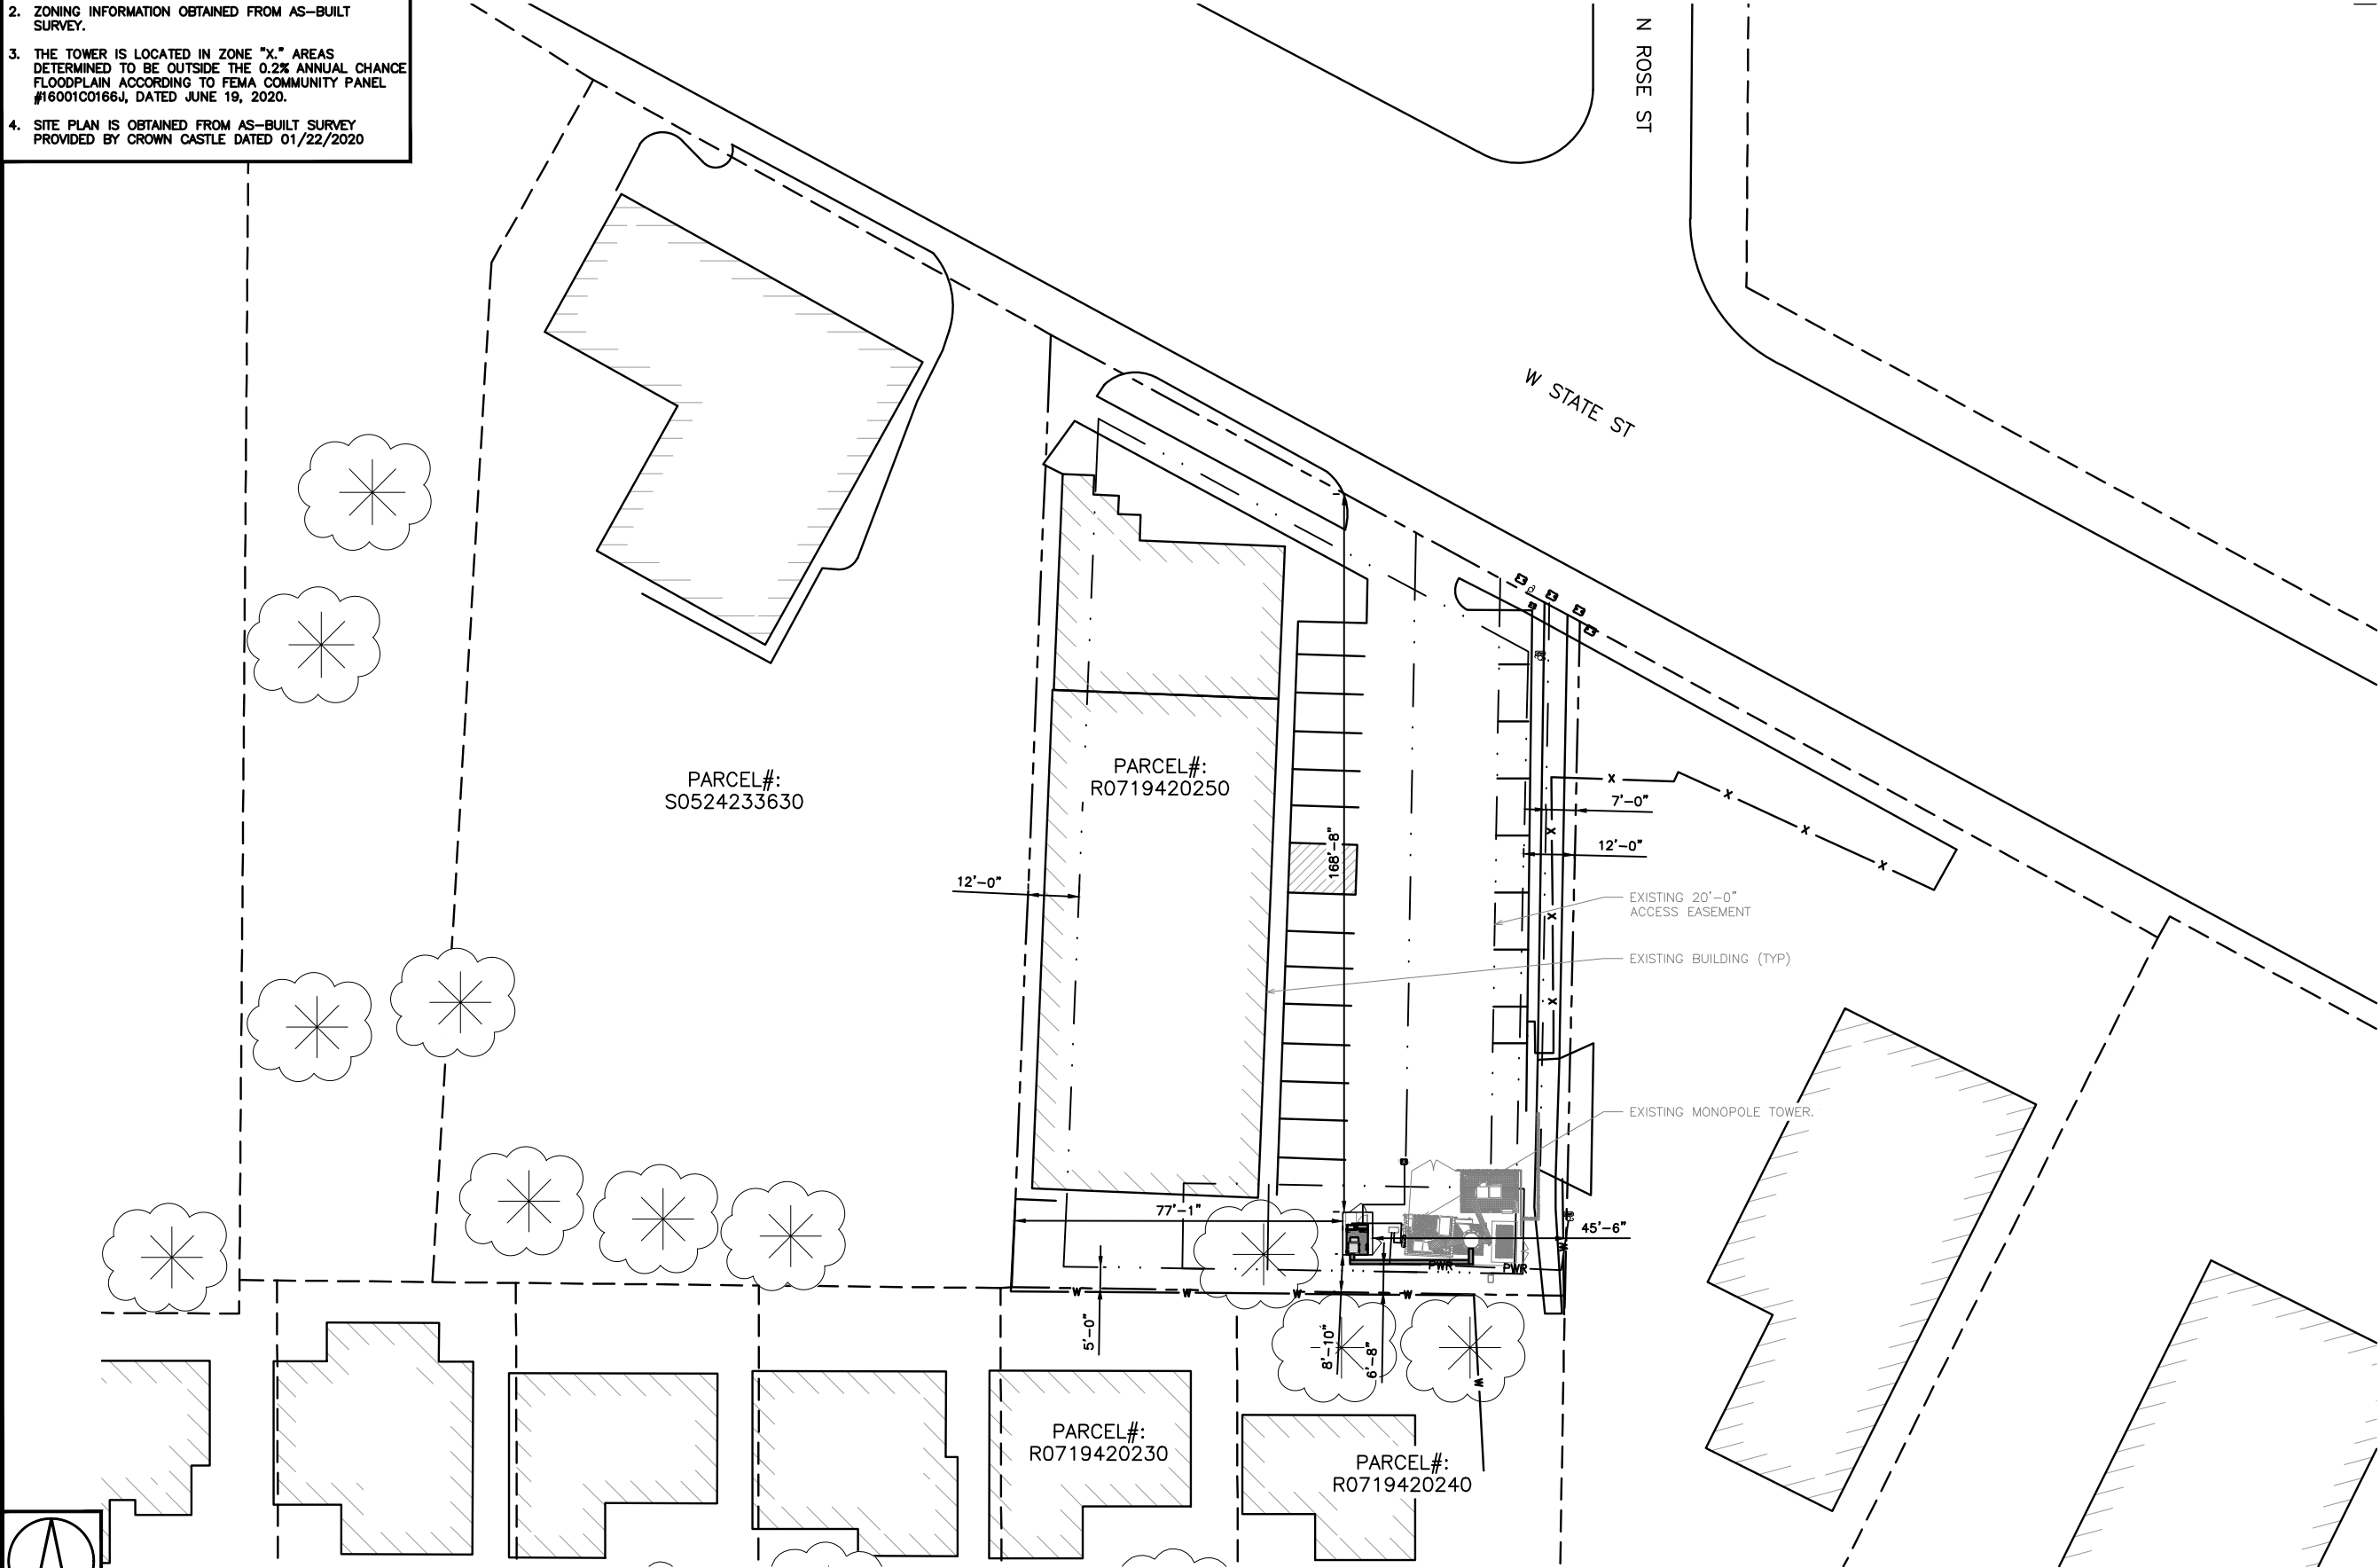 2. ZONING INFORMATION OBTAINED FROM AS-BUILT
SURVEY.
3. THE TOWER IS LOCATED IN ZONE "X." AREAS
DETERMINED TO BE OUTSIDE THE 0.2% ANNUAL CHANCE
FLOODPLAIN ACCORDING TO FEMA COMMUNITY PANEL
#16001C0166J, DATED JUNE 19, 2020.
4. SITE PLAN IS OBTAINED FROM AS-BUILT SURVEY
PROVIDED BY CROWN CASTLE DATED 01/22/2020
N ROSE ST
W STATE ST
PARCEL#:
S0524233630
PARCEL#:
R0719420250
168'-8"
X
X
X
X
7'-0"
12'-0"
X
X
X
12'-0"
EXISTING 20'-0"
ACCESS EASEMENT
EXISTING BUILDING (TYP)
EXISTING MONOPOLE TOWER.
77'-1"
45'-6"
W
PWR
PWR
W
W
W
W
5'-0"
8'-10"
6'-8"
W
PARCEL#:
R0719420230
PARCEL#:
R0719420240